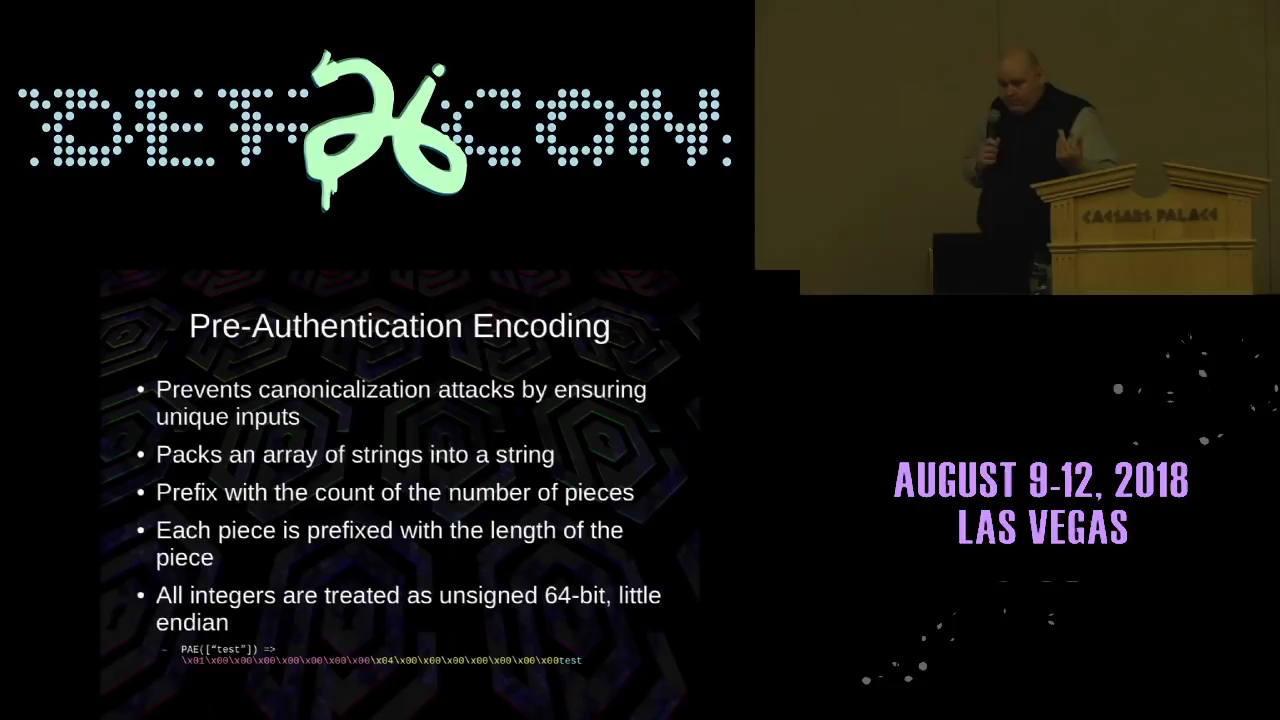 DEF 26 CON
CAESARS PALACE
Pre-Authentication Encoding
• Prevents canonicalization attacks by ensuring
unique inputs
• Packs an array of strings into a string
• Prefix with the count of the number of pieces
• Each piece is prefixed with the length of the
piece
• All integers are treated as unsigned 64-bit, little
endian
– PAE(["test"]) =>
\x01\x00\x00\x00\x00\x00\x00\x00\x04\x00\x00\x00\x00\x00\x00\x00test
AUGUST 9-12, 2018
LAS VEGAS